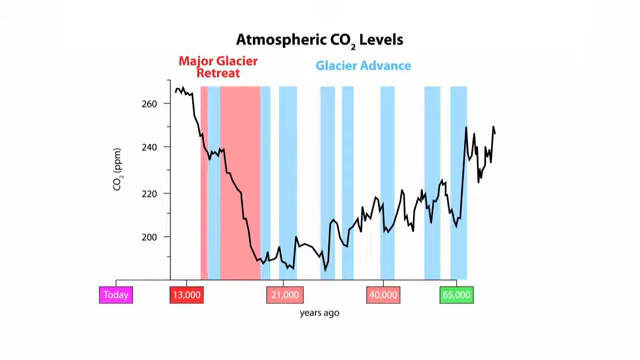 Atmospheric CO2 Levels
Major Glacier
Retreat
Glacier Advance
260
240
220
200
CO2 (ppm)
Today
13,000
21,000
40,000
65,000
years ago